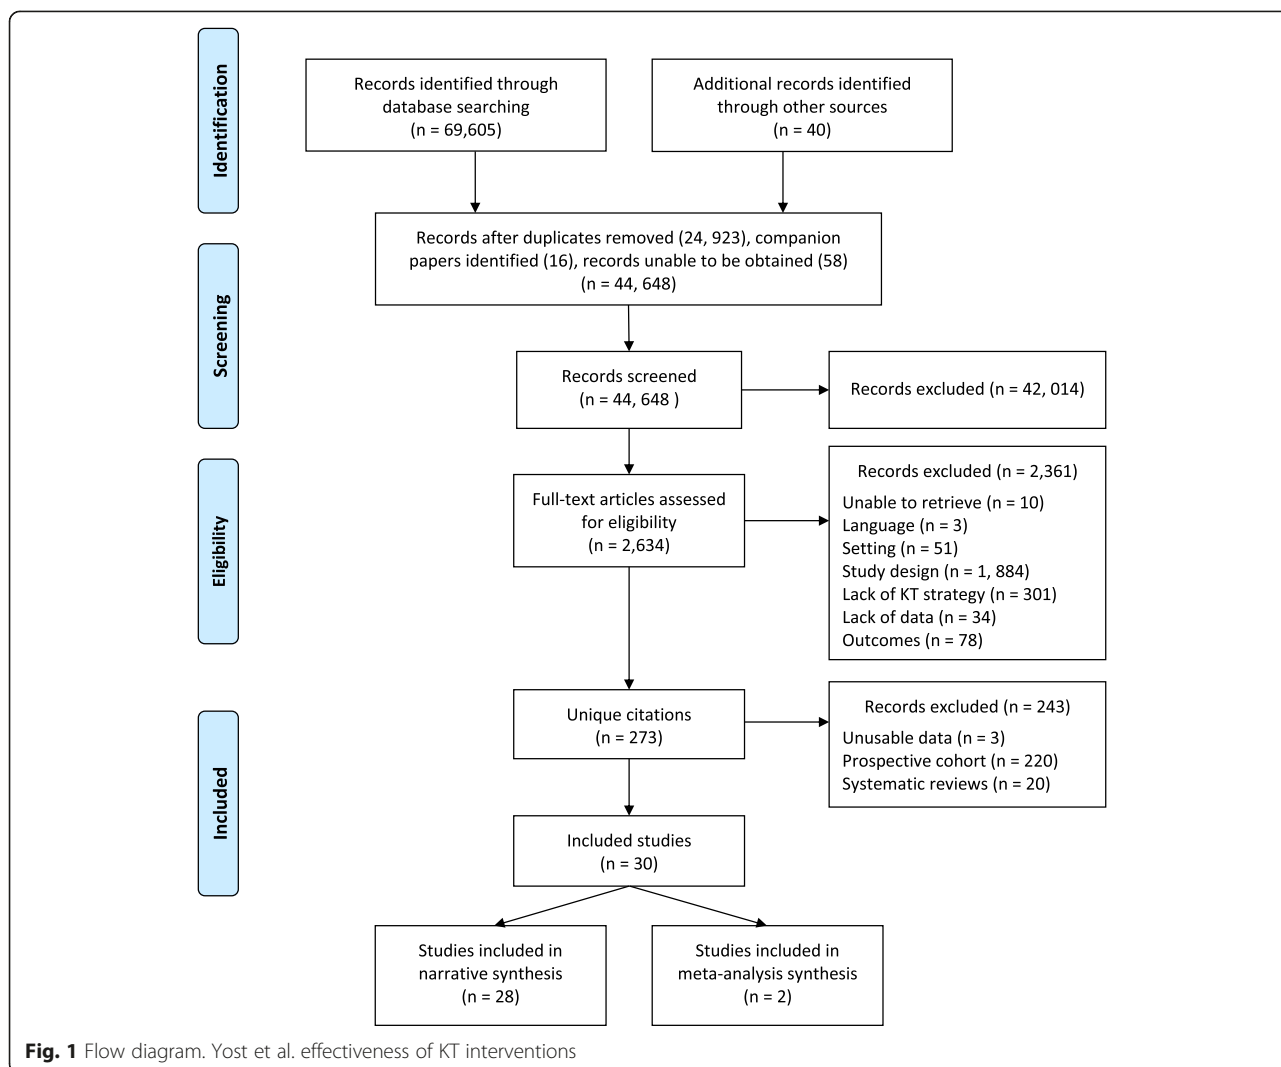 Identification
Records identified through
database searching
(n = 69,605)
Additional records identified
through other sources
(n = 40)
Screening
Records after duplicates removed (24, 923), companion
papers identified (16), records unable to be obtained (58)
(n = 44, 648)
Records screened
(n = 44, 648 )
Records excluded (n = 42, 014)
Eligibility
Full-text articles assessed
for eligibility
(n = 2,634)
Records excluded (n = 2,361)
Unable to retrieve (n = 10)
Language (n = 3)
Setting (n = 51)
Study design (n = 1, 884)
Lack of KT strategy (n = 301)
Lack of data (n = 34)
Outcomes (n = 78)
Included
Unique citations
(n = 273)
Records excluded (n = 243)
Unusable data (n = 3)
Prospective cohort (n = 220)
Systematic reviews (n = 20)
Included studies
(n = 30)
Studies included in
narrative synthesis
(n = 28)
Studies included in
meta-analysis synthesis
(n = 2)
Fig. 1 Flow diagram. Yost et al. effectiveness of KT interventions